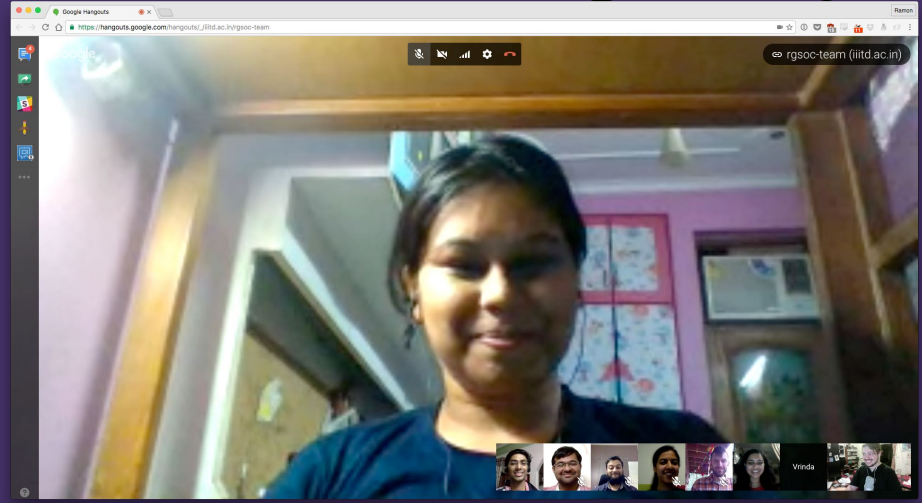 Google Hangouts
Ramon
https://hangouts.google.com/hangouts/_/iiitd.ac.in/rgsoc-team
Google
rgsoc-team (iiitd.ac.in)
Vrinda